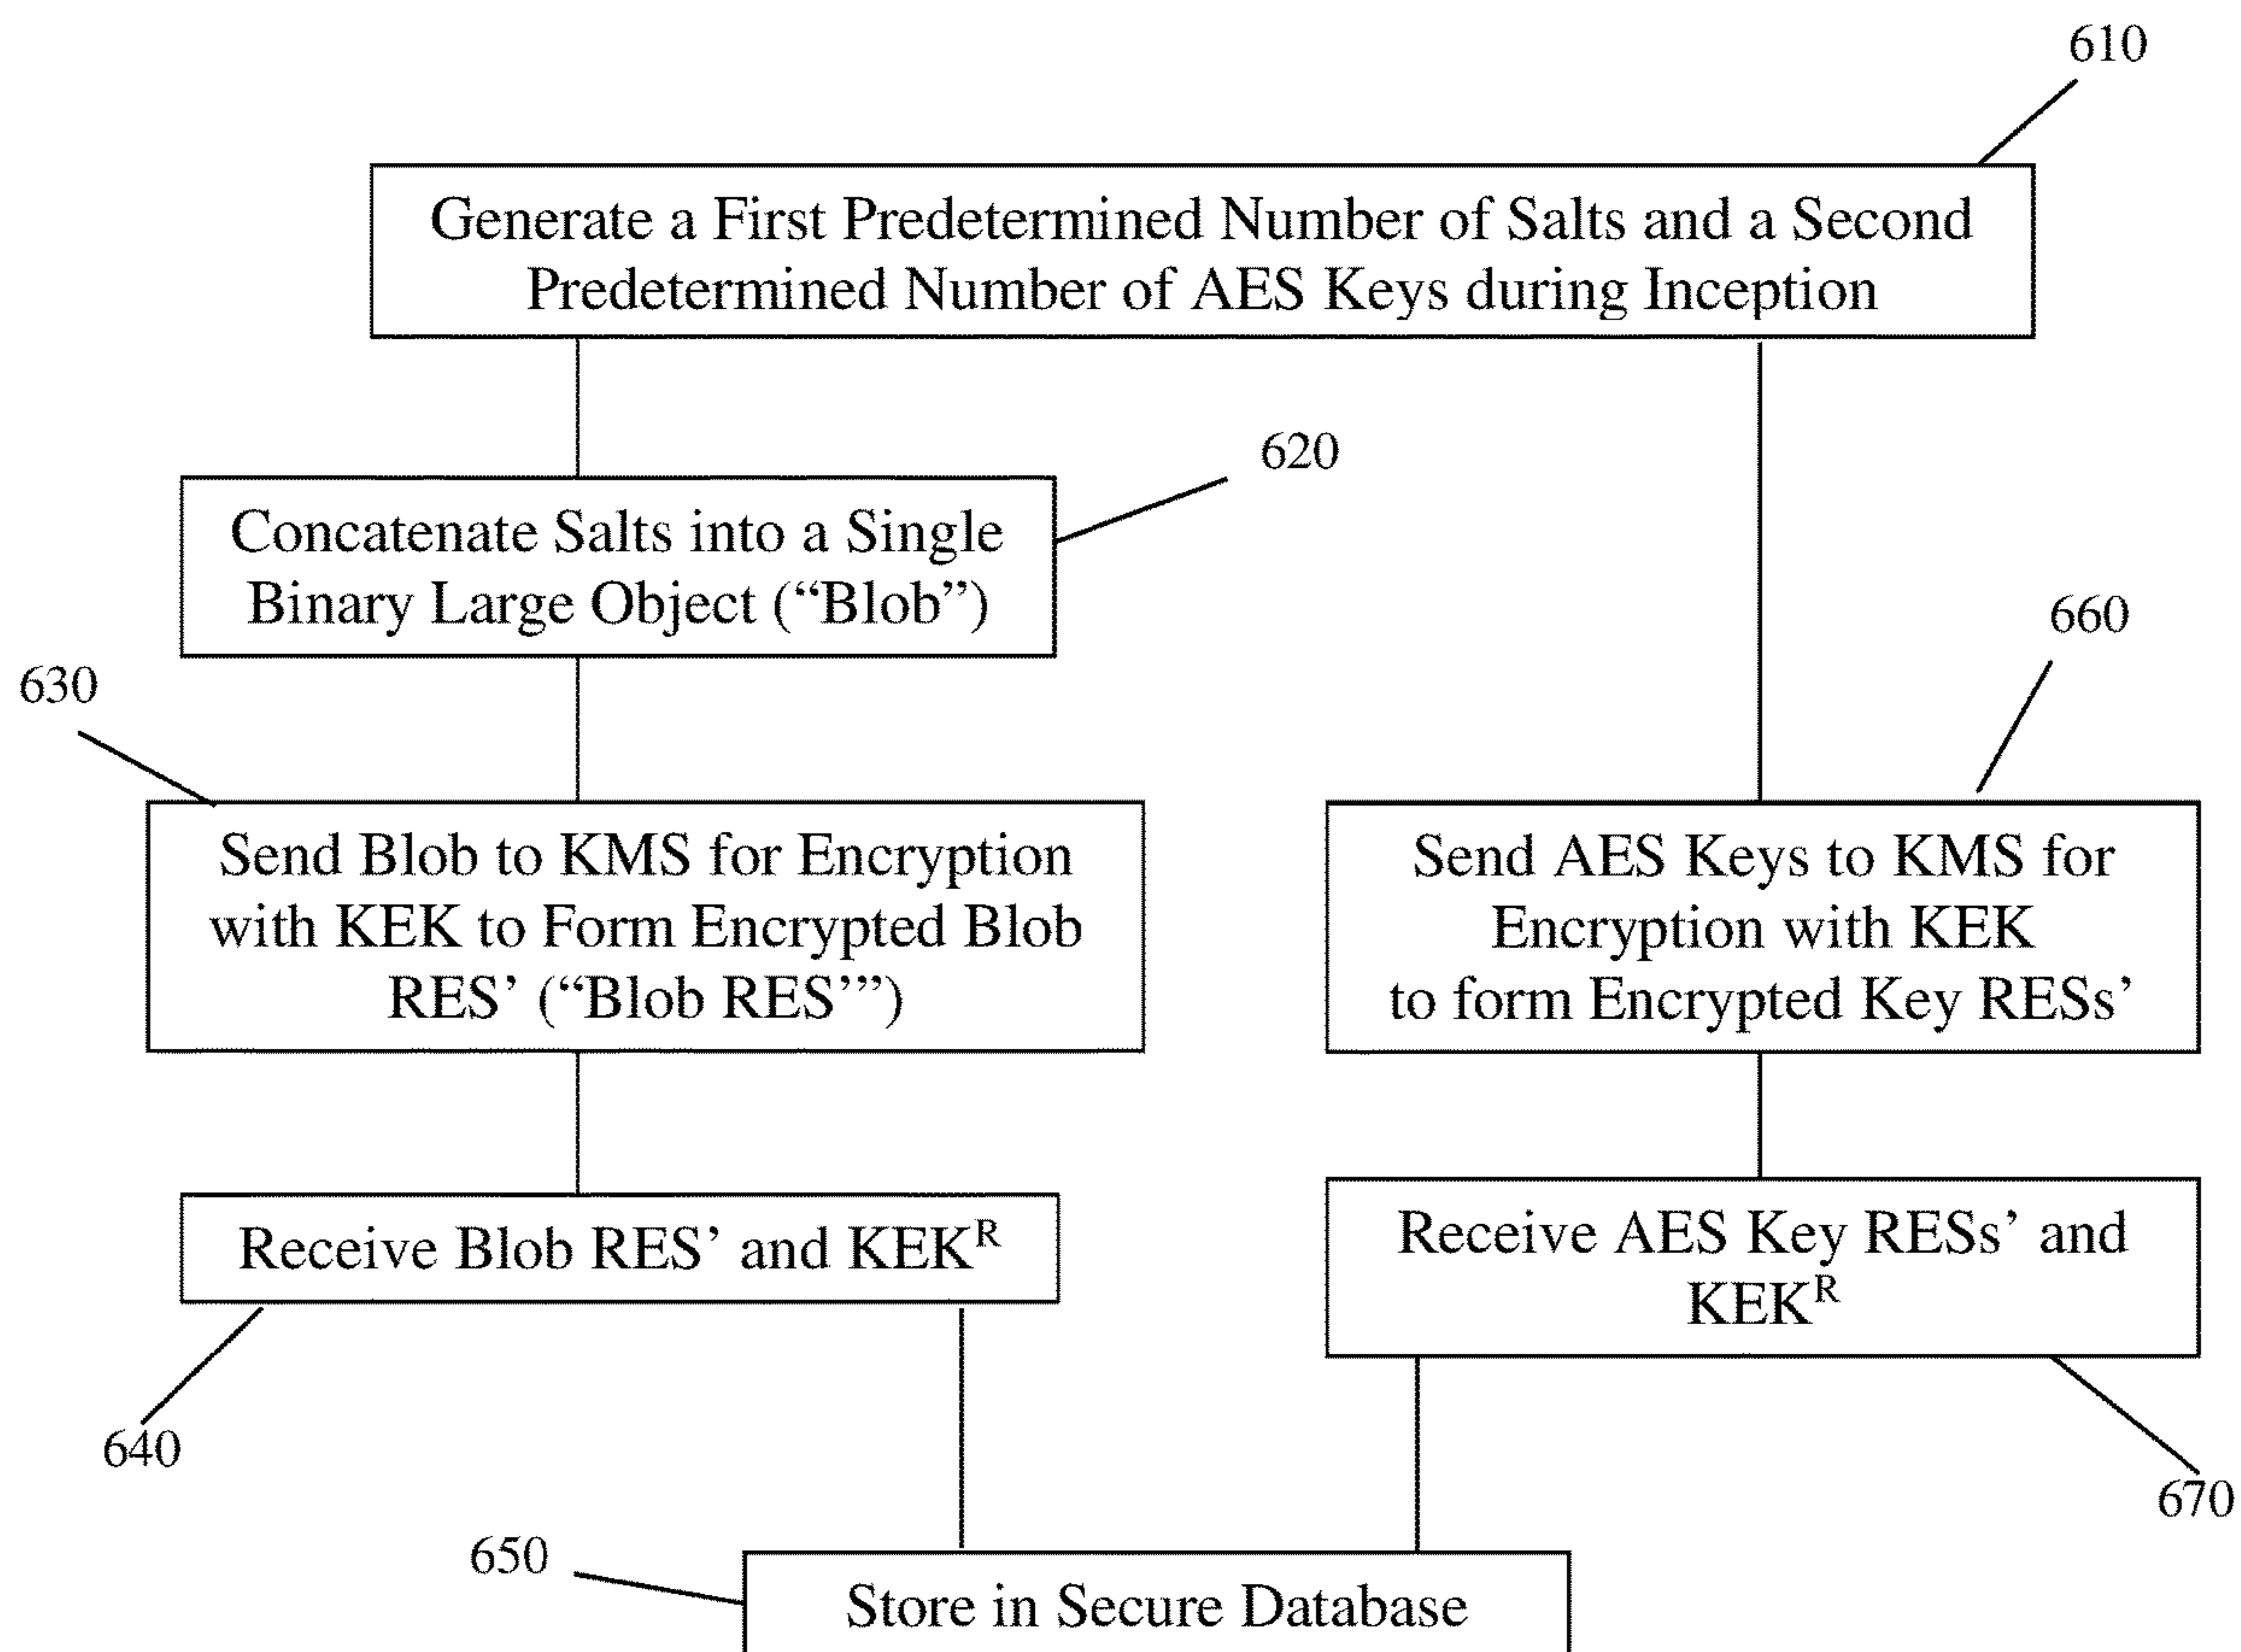 610
Generate a First Predetermined Number of Salts and a Second
Predetermined Number of AES Keys during Inception
620
Concatenate Salts into a Single
Binary Large Object (“Blob”)
630
Send Blob to KMS for Encryption
with KEK to Form Encrypted Blob
RES’ (“Blob RES’”)
660
Send AES Keys to KMS for
Encryption with KEK
to form Encrypted Key RESs’
Receive Blob RES’ and KEK^R
640
Receive AES Key RESs’ and
KEK^R
670
650
Store in Secure Database